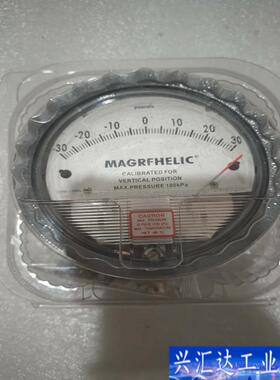 pascals
-30 -20 -10 0 10 20 30
MAGRFHELIC®
CALIBRATED FOR
VERTICAL POSITION
MAX.PRESSURE 100kPa
CAUTION
兴汇达工业